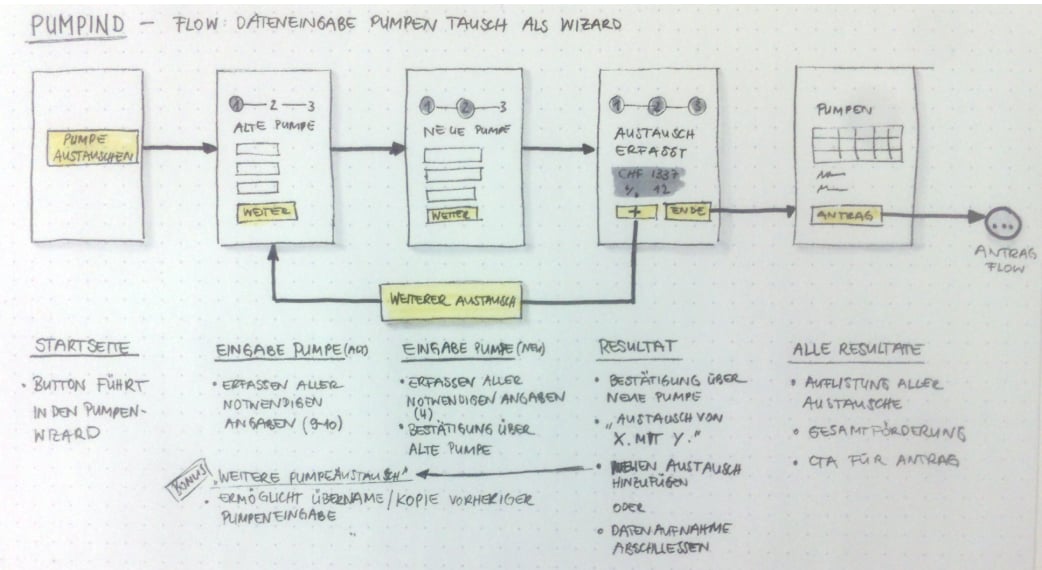 PUMPIND – FLOW: DATENEINGABE PUMPEN TAUSCH ALS WIZARD
PUMPE
AUSTAUSCHEN
1 — 2 — 3
ALTE PUMPE
WEITER
1 — 2 — 3
NEUE PUMPE
WEITER
1 — 2 — 3
AUSTAUSCH
ERFASST
CHF 1337
%. 12
+
ENDE
PUMPEN
ANTRAG
...
ANTRAG
FLOW
WEITERER AUSTAUSCH
STARTSEITE
• BUTTON FÜHRT
IN DEN PUMPEN-
WIZARD
EINGABE PUMPE (ALT)
• ERFASSEN ALLER
NOTWENDIGEN
ANGABEN (9-10)
EINGABE PUMPE (NEU)
• ERFASSEN ALLER
NOTWENDIGEN ANGABEN
(4)
• BESTÄTIGUNG ÜBER
ALTE PUMPE
BONUS
„WEITERE PUMPEAUSTAUSCH"
• ERMÖGLICHT ÜBERNAME/KOPIE VORHERIGER
PUMPENEINGABE
RESULTAT
• BESTÄTIGUNG ÜBER
NEUE PUMPE
• „AUSTAUSCH VON
X. MIT Y."
• NEUEN AUSTAUSCH
HINZUFÜGEN
ODER
• DATENAUFNAHME
ABSCHLIESSEN
ALLE RESULTATE
• AUFLISTUNG ALLER
AUSTAUSCHE
• GESAMTFÖRDERUNG
• CTA FÜR ANTRAG